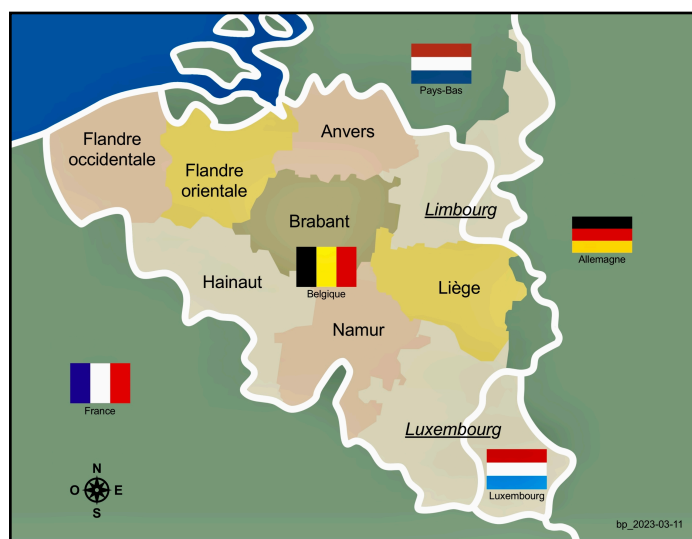 Pays-Bas
Flandre
occidentale
Flandre
orientale
Anvers
Brabant
Limbourg
Allemagne
Hainaut
Belgique
Liège
Namur
France
Luxembourg
Luxembourg
N
O
E
S
bp_2023-03-11